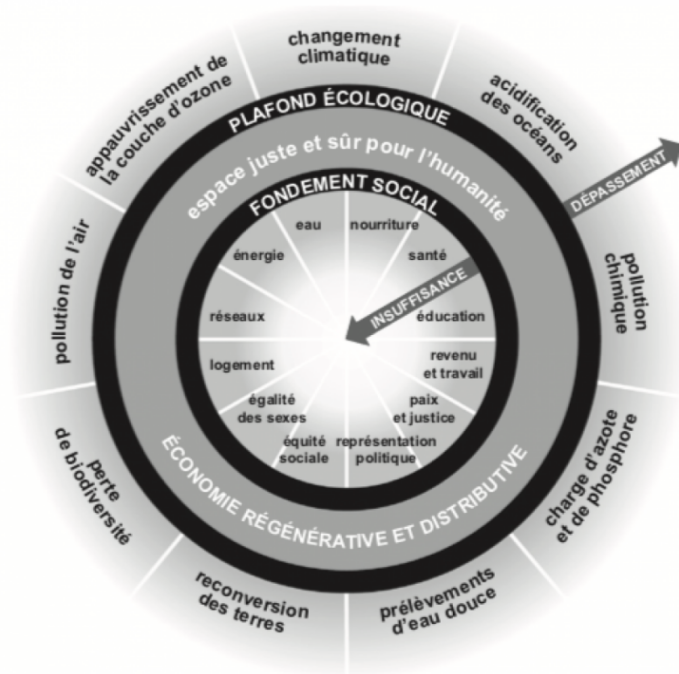 changement
climatique
acidification
des océans
DÉPASSEMENT
pollution
chimique
charge d'azote
et de phosphore
prélèvements
d'eau douce
reconversion
des terres
perte
de biodiversité
pollution de l'air
appauvrissement de
la couche d'ozone
PLAFOND ÉCOLOGIQUE
espace juste et sûr pour l'humanité
FONDEMENT SOCIAL
eau
nourriture
énergie
santé
INSUFFISANCE
réseaux
éducation
logement
revenu
et travail
égalité
des sexes
paix
et justice
équité
sociale
représentation
politique
ÉCONOMIE RÉGÉNÉRATIVE ET DISTRIBUTIVE